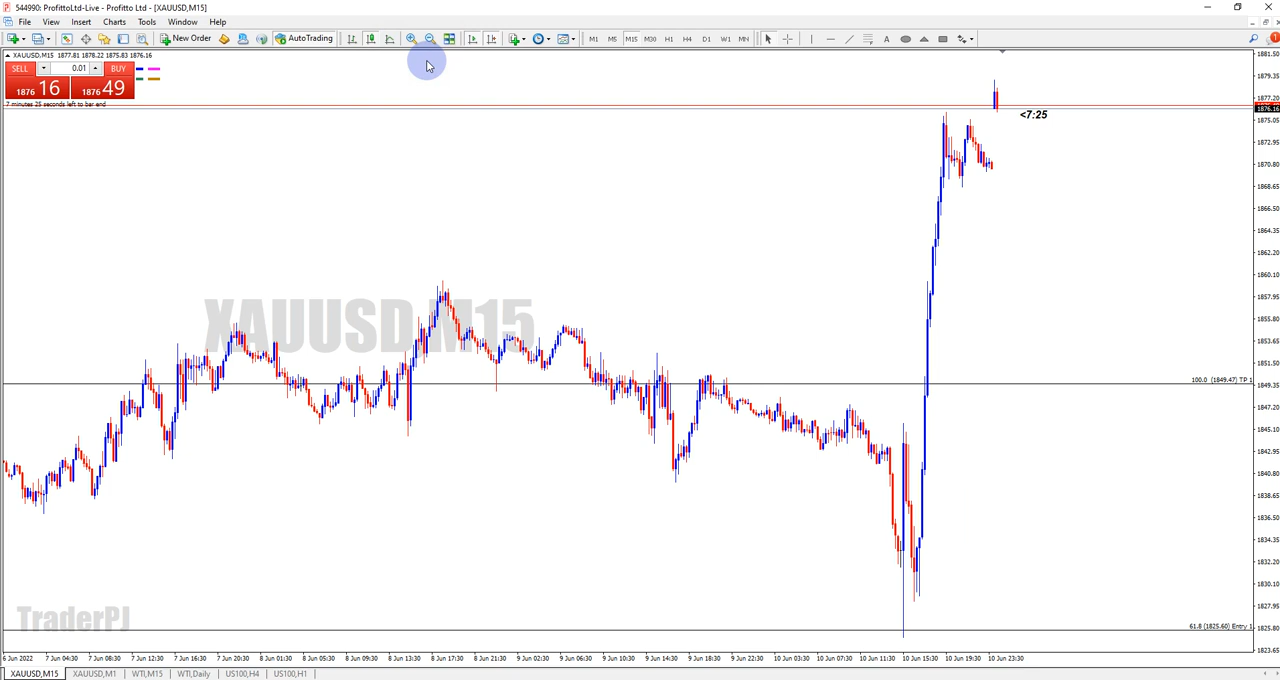 544990: ProfittoLtd-Live - Profitto Ltd - [XAUUSD,M15]
File View Insert Charts Tools Window Help
New Order AutoTrading M1 M5 M15 M30 H1 H4 D1 W1 MN A
XAUUSD,M15 1877.81 1878.22 1875.83 1876.16
SELL 0.01 BUY
1876 16 1876 49
7 minutes 25 seconds left to bar end
<7:25
XAUUSD,M15
100.0 (1849.47) TP 1
61.8 (1825.60) Entry 1
TraderPJ
1881.50
1879.35
1877.20
1876.16
1875.05
1872.95
1870.80
1868.65
1866.50
1864.35
1862.20
1860.10
1857.95
1855.80
1853.65
1851.50
1849.35
1847.20
1845.10
1842.95
1840.80
1838.65
1836.50
1834.35
1832.20
1830.10
1827.95
1825.80
1823.65
6 Jun 2022 7 Jun 04:30 7 Jun 08:30 7 Jun 12:30 7 Jun 16:30 7 Jun 20:30 8 Jun 01:30 8 Jun 05:30 8 Jun 09:30 8 Jun 13:30 8 Jun 17:30 8 Jun 21:30 9 Jun 02:30 9 Jun 06:30 9 Jun 10:30 9 Jun 14:30 9 Jun 18:30 9 Jun 22:30 10 Jun 03:30 10 Jun 07:30 10 Jun 11:30 10 Jun 15:30 10 Jun 19:30 10 Jun 23:30
XAUUSD,M15 XAUUSD,M1 WTI,M15 WTI,Daily US100,H4 US100,H1